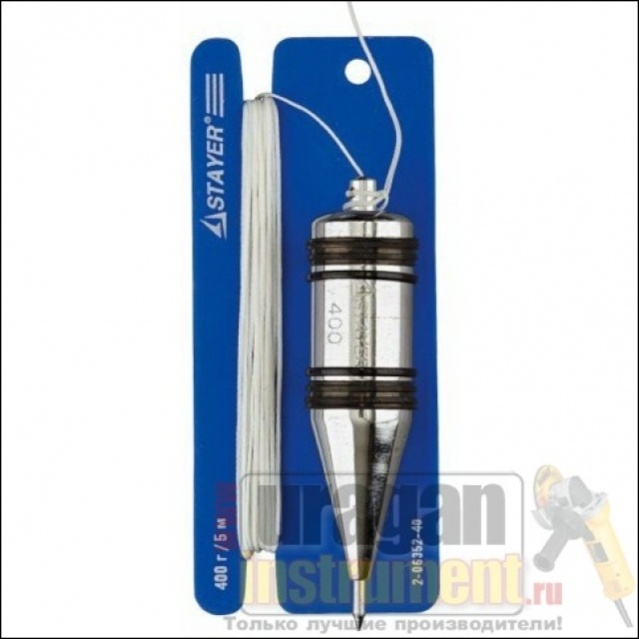 STAYER®
400
400 г / 5 м
2-06352-40
uragan
instrument.ru
Только лучшие производители!